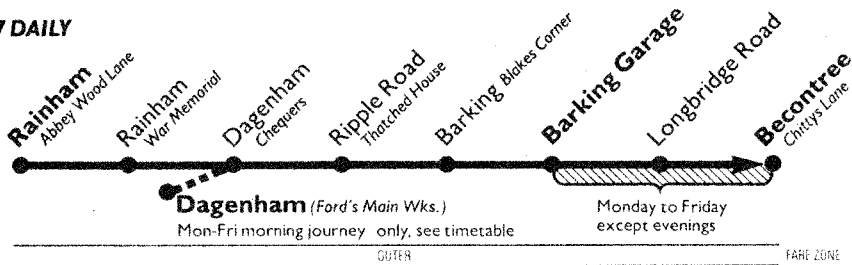 7 DAILY
Rainham
Abbey Wood Lane
Rainham
War Memorial
Dagenham
Chequers
Ripple Road
Thatched House
Barking Blakes Corner
Barking Garage
Longbridge Road
Becontree
Chittys Lane
Dagenham (Ford's Main Wks.)
Mon-Fri morning journey only, see timetable
Monday to Friday
except evenings
OUTER
FARE ZONE